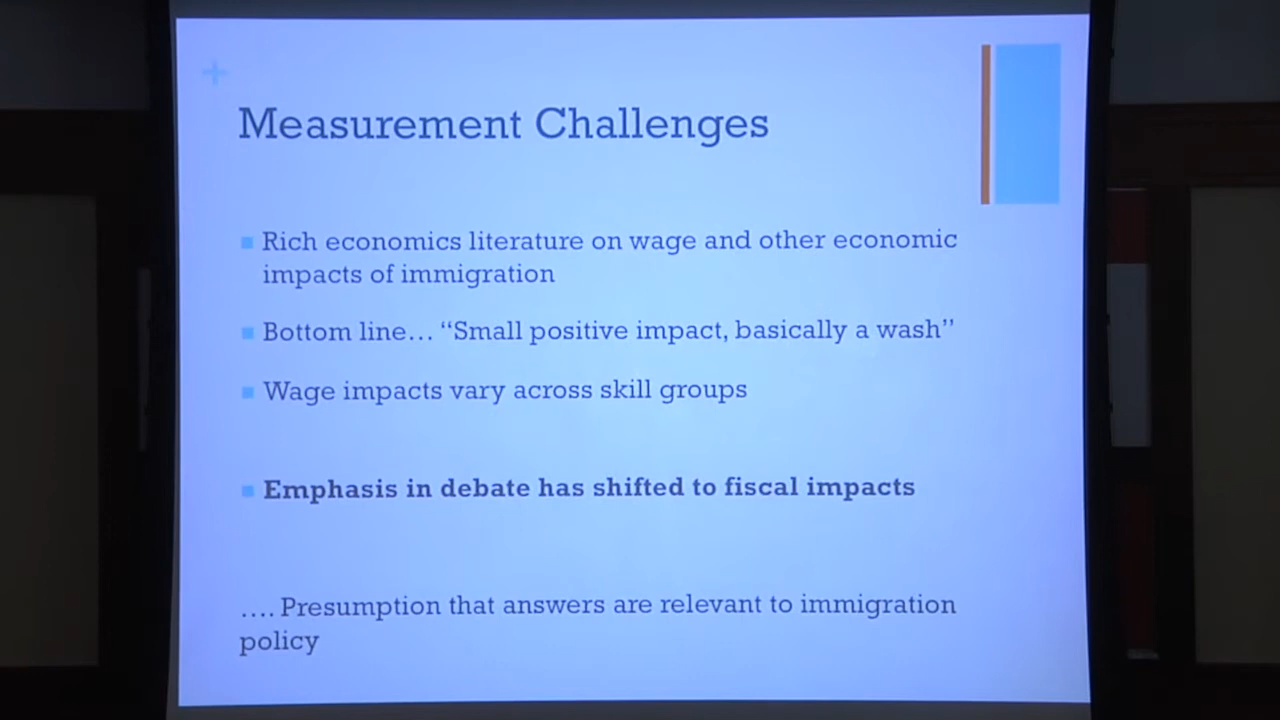 +
Measurement Challenges
Rich economics literature on wage and other economic
impacts of immigration
Bottom line… “Small positive impact, basically a wash”
Wage impacts vary across skill groups
Emphasis in debate has shifted to fiscal impacts
…. Presumption that answers are relevant to immigration
policy